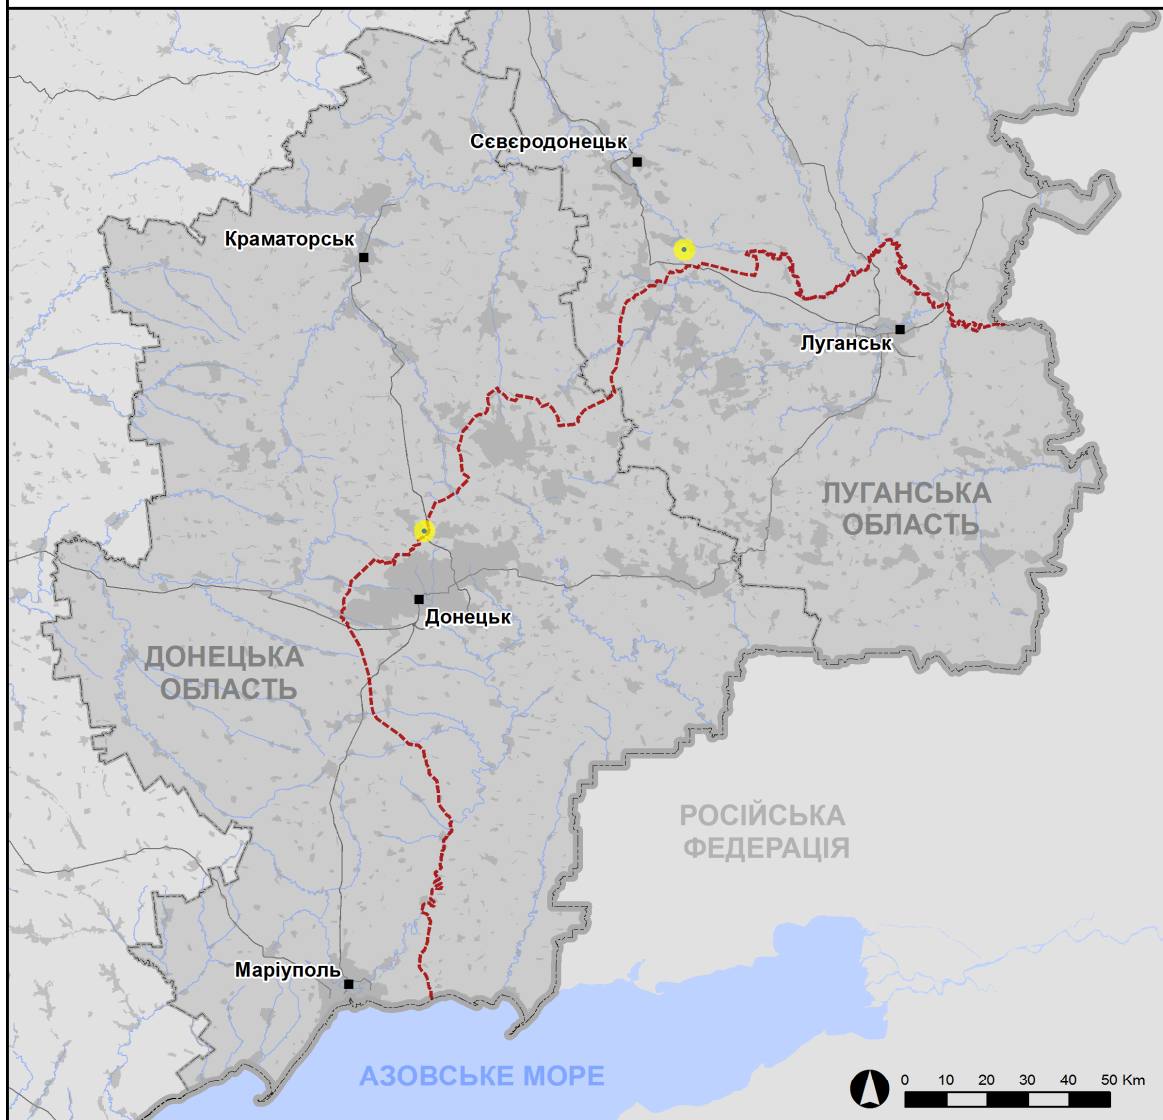 Сєвєродонецьк
Краматорськ
Луганськ
ЛУГАНСЬКА
ОБЛАСТЬ
Донецьк
ДОНЕЦЬКА
ОБЛАСТЬ
РОСІЙСЬКА
ФЕДЕРАЦІЯ
Маріуполь
АЗОВСЬКЕ МОРЕ
0 10 20 30 40 50 Km